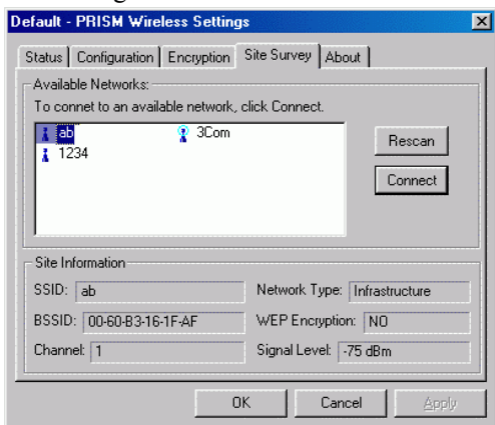 Default - PRISM Wireless Settings
Status Configuration Encryption Site Survey About
Available Networks:
To connet to an available network, click Connect.
ab 3Com
1234
Rescan
Connect
Site Information
SSID: ab Network Type: Infrastructure
BSSID: 00-60-B3-16-1F-AF WEP Encryption: NO
Channel: 1 Signal Level: -75 dBm
OK Cancel Apply